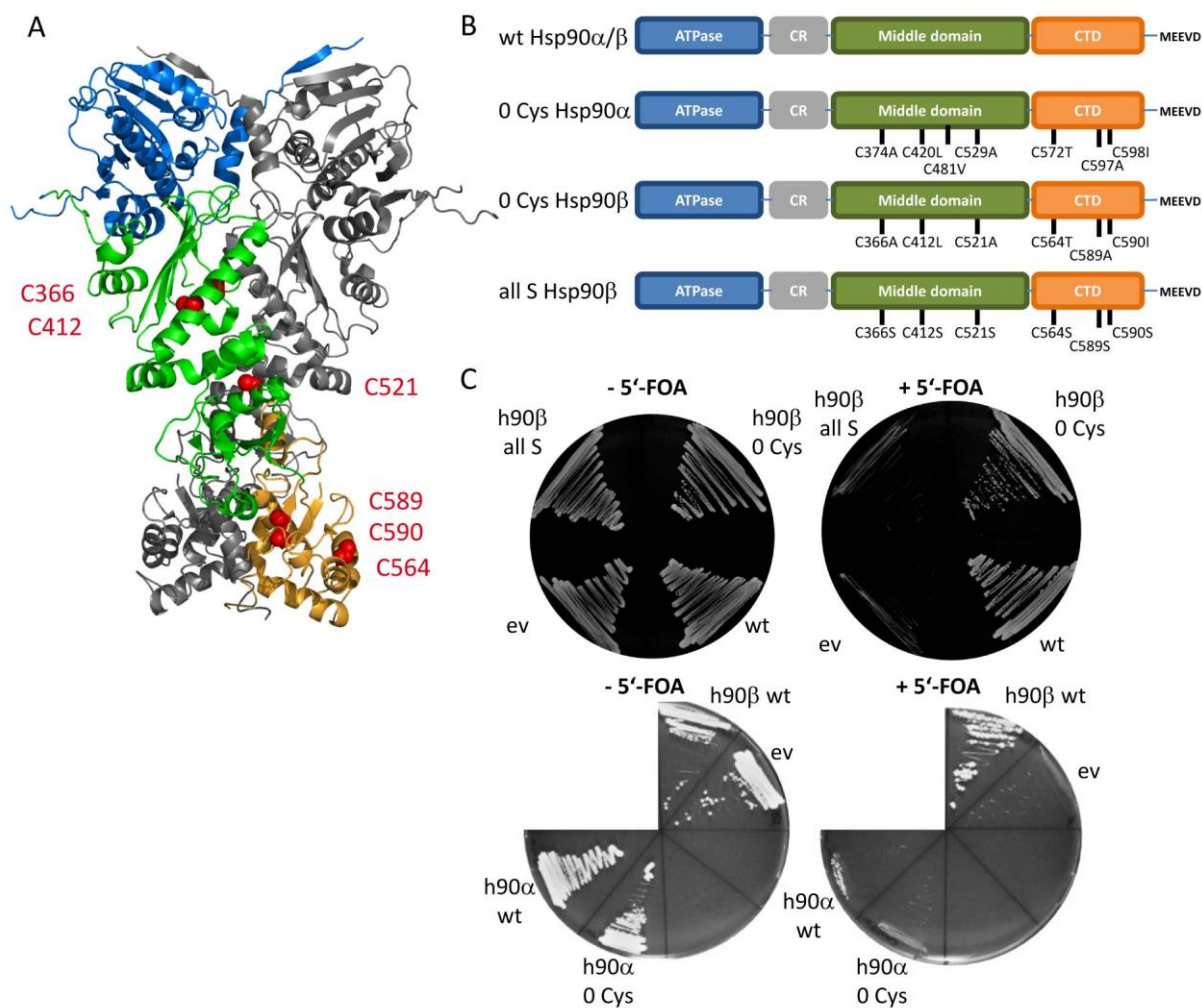 A
C366
C412
C521
C589
C590
C564
B
wt Hsp90α/β
ATPase
CR
Middle domain
CTD
MEEVD
0 Cys Hsp90α
ATPase
CR
Middle domain
CTD
MEEVD
C374A
C420L
C529A
C572T
C598I
C481V
C597A
0 Cys Hsp90β
ATPase
CR
Middle domain
CTD
MEEVD
C366A
C412L
C521A
C564T
C590I
C589A
all S Hsp90β
ATPase
CR
Middle domain
CTD
MEEVD
C366S
C412S
C521S
C564S
C590S
C589S
C
- 5‘-FOA
h90β
all S
h90β
0 Cys
ev
wt
+ 5‘-FOA
h90β
all S
h90β
0 Cys
ev
wt
- 5‘-FOA
h90β wt
ev
h90α
wt
h90α
0 Cys
+ 5‘-FOA
h90β wt
ev
h90α
wt
h90α
0 Cys